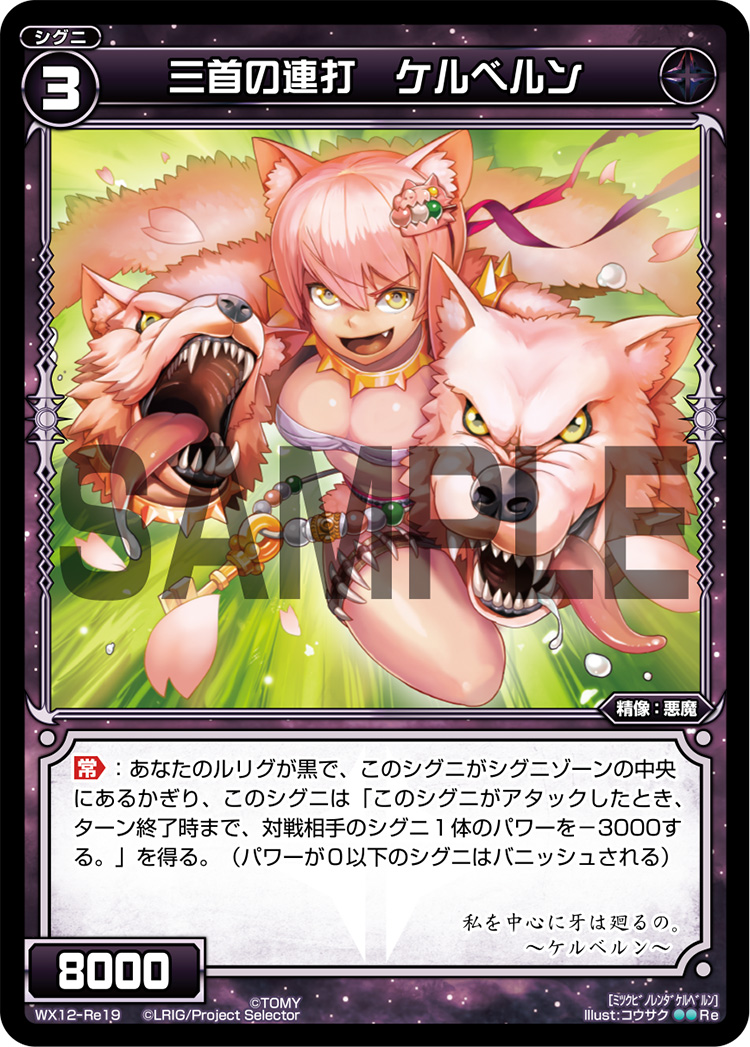 シグニ
3
三首の連打 ケルベルン
SAMPLE
精像：悪魔
常：あなたのルリグが黒で、このシグニがシグニゾーンの中央
にあるかぎり、このシグニは「このシグニがアタックしたとき、
ターン終了時まで、対戦相手のシグニ１体のパワーを－3000す
る。」を得る。（パワーが０以下のシグニはバニッシュされる）
私を中心に牙は廻るの。
～ケルベルン～
8000
WX12-Re19 ©LRIG/Project Selector
©TOMY
[ミツクビノレンダケルベルン]
Illust:コウサク Re